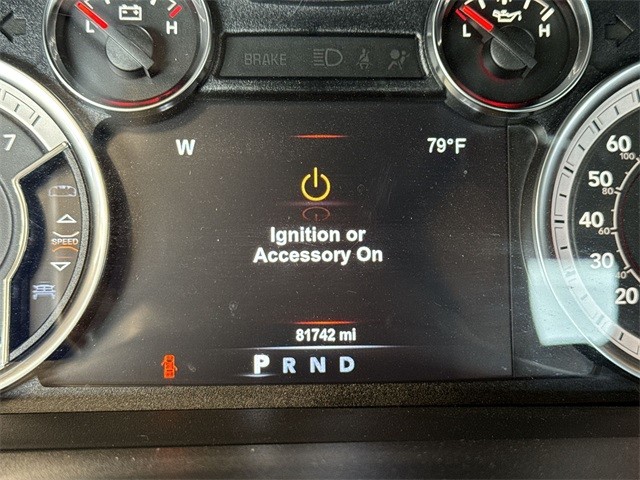 L H
L H
BRAKE
W 79°F
7
Ignition or
Accessory On
SPEED
60
100
50
80
40
60
30
40
20
81742 mi
P R N D